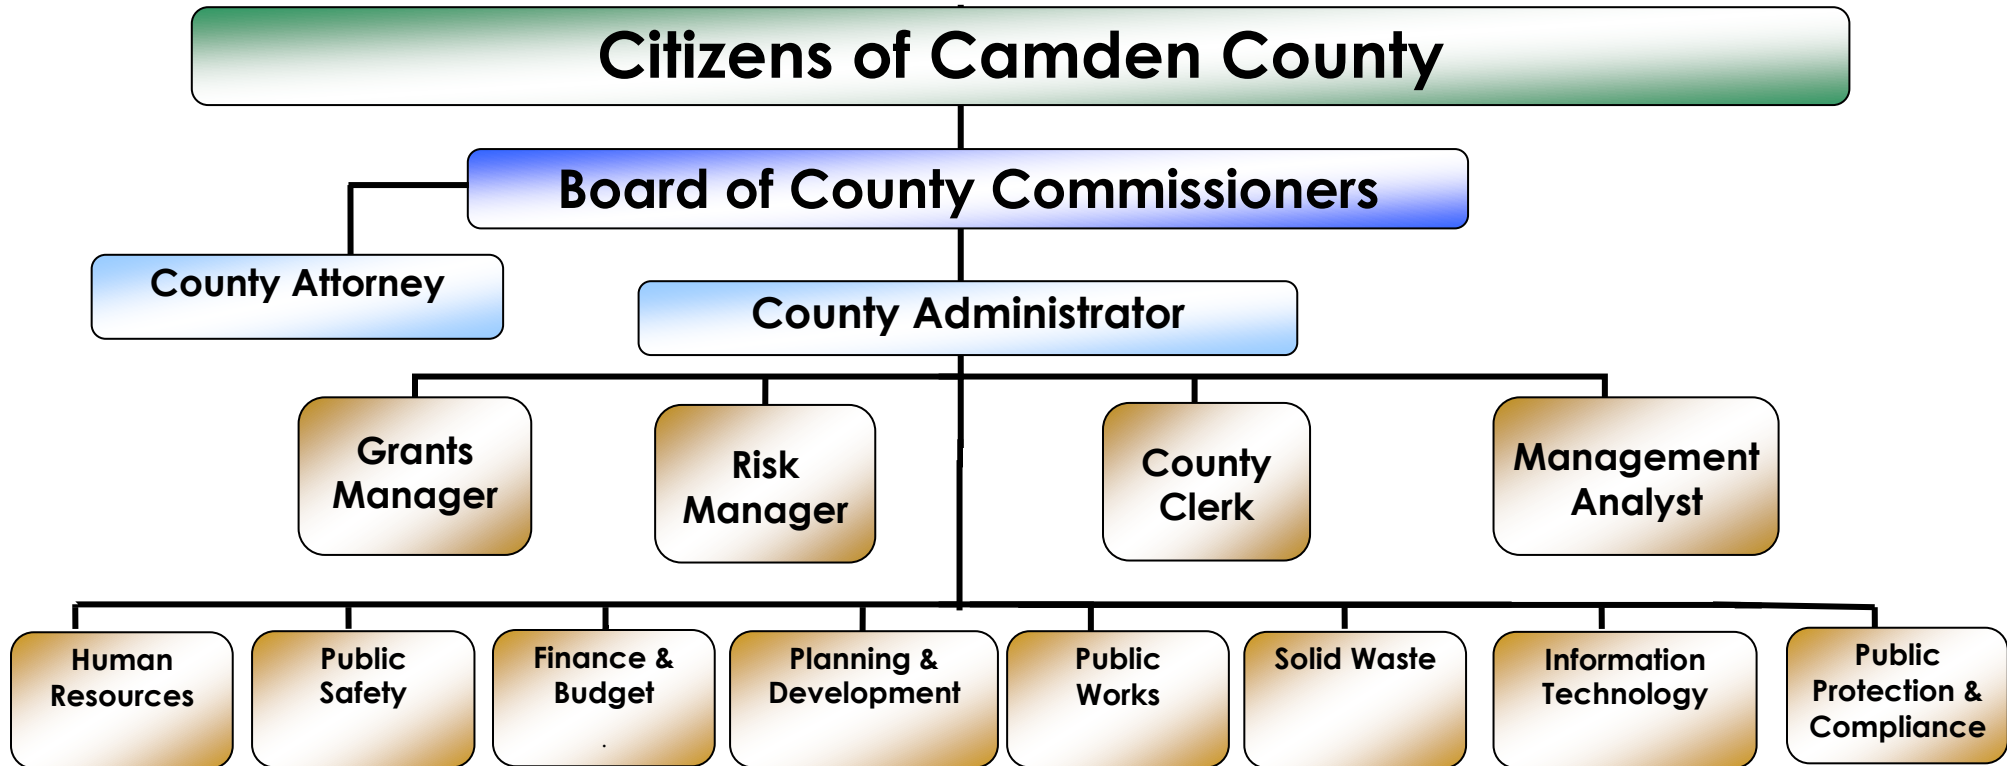 Citizens of Camden County
Board of County Commissioners
County Attorney
County Administrator
Grants
Manager
Risk
Manager
County
Clerk
Management
Analyst
Human
Resources
Public
Safety
Finance &
Budget
.
Planning &
Development
Public
Works
Solid Waste
Information
Technology
Public
Protection &
Compliance